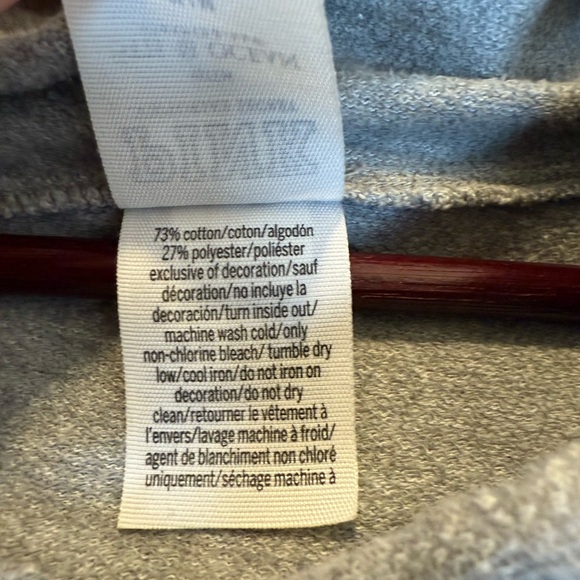 73% cotton/coton/algodón
27% polyester/poliéster
exclusive of decoration/sauf
décoration/no incluye la
decoración/turn inside out/
machine wash cold/only
non-chlorine bleach/ tumble dry
low/cool iron/do not iron on
decoration/do not dry
clean/retourner le vêtement à
l'envers/lavage machine à froid/
agent de blanchiment non chloré
uniquement/séchage machine à